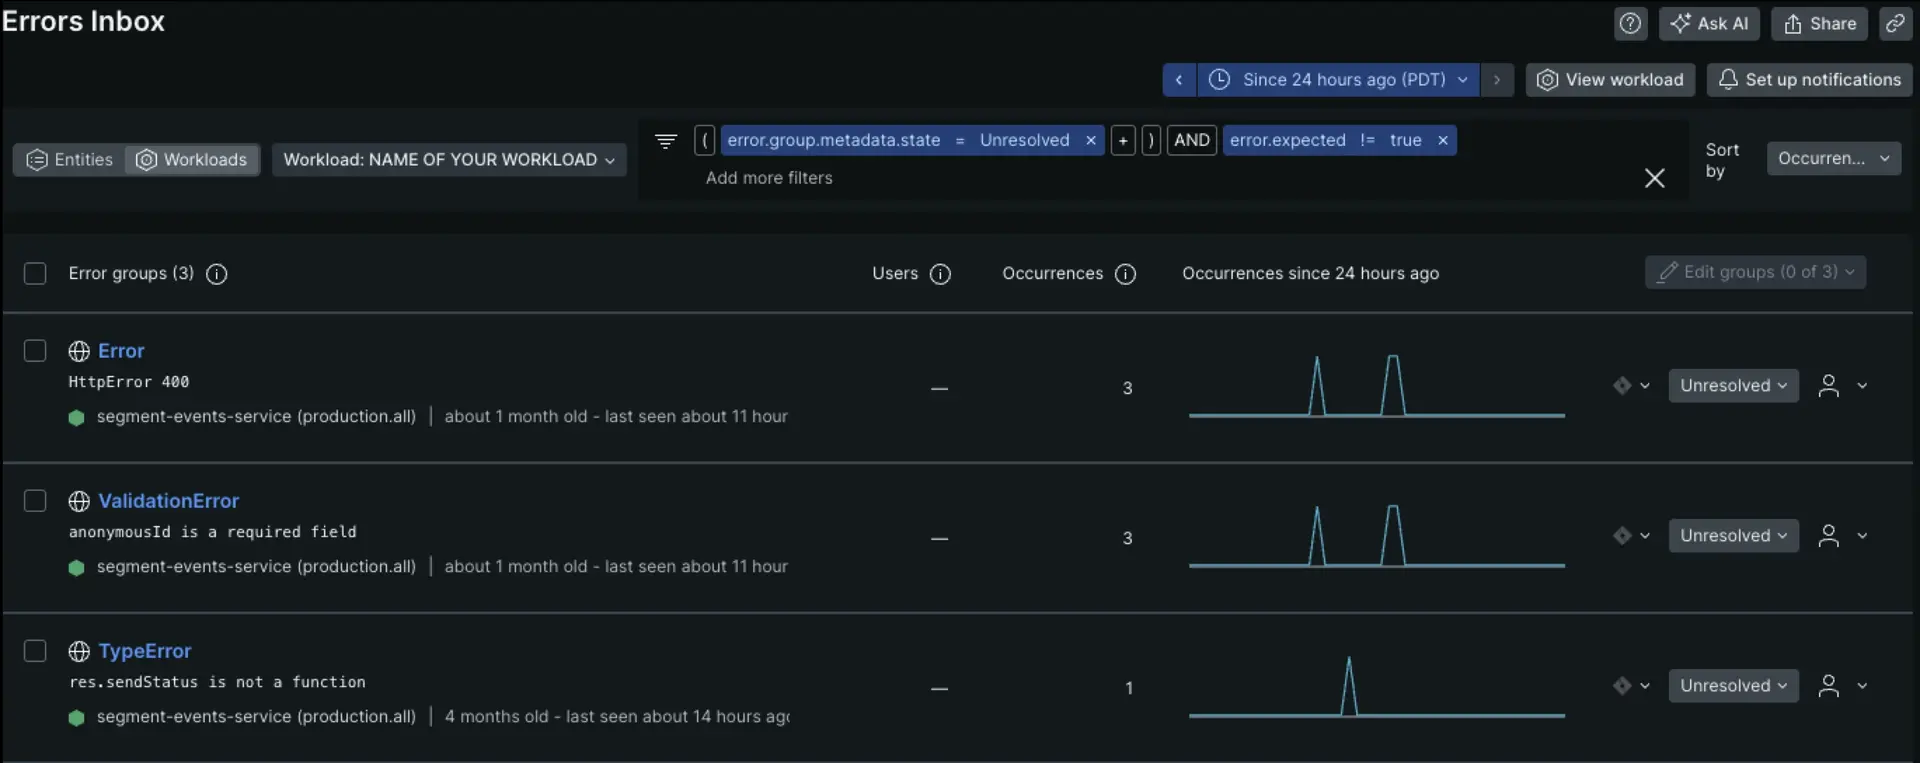 Errors Inbox
Ask AI
Share
Since 24 hours ago (PDT)
View workload
Set up notifications
Entities
Workloads
Workload: NAME OF YOUR WORKLOAD
( error.group.metadata.state = Unresolved × + ) AND error.expected != true ×
Add more filters
Sort by
Occurren...
Error groups (3)
Users
Occurrences
Occurrences since 24 hours ago
Edit groups (0 of 3)
Error
HttpError 400
segment-events-service (production.all) | about 1 month old - last seen about 11 hour
3
Unresolved
ValidationError
anonymousId is a required field
segment-events-service (production.all) | about 1 month old - last seen about 11 hour
3
Unresolved
TypeError
res.sendStatus is not a function
segment-events-service (production.all) | 4 months old - last seen about 14 hours ago
1
Unresolved